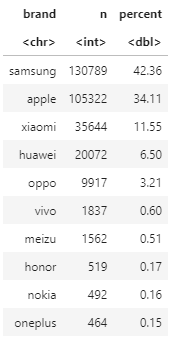 brand n percent
<chr> <int> <dbl>
samsung 130789 42.36
apple 105322 34.11
xiaomi 35644 11.55
huawei 20072 6.50
oppo 9917 3.21
vivo 1837 0.60
meizu 1562 0.51
honor 519 0.17
nokia 492 0.16
oneplus 464 0.15